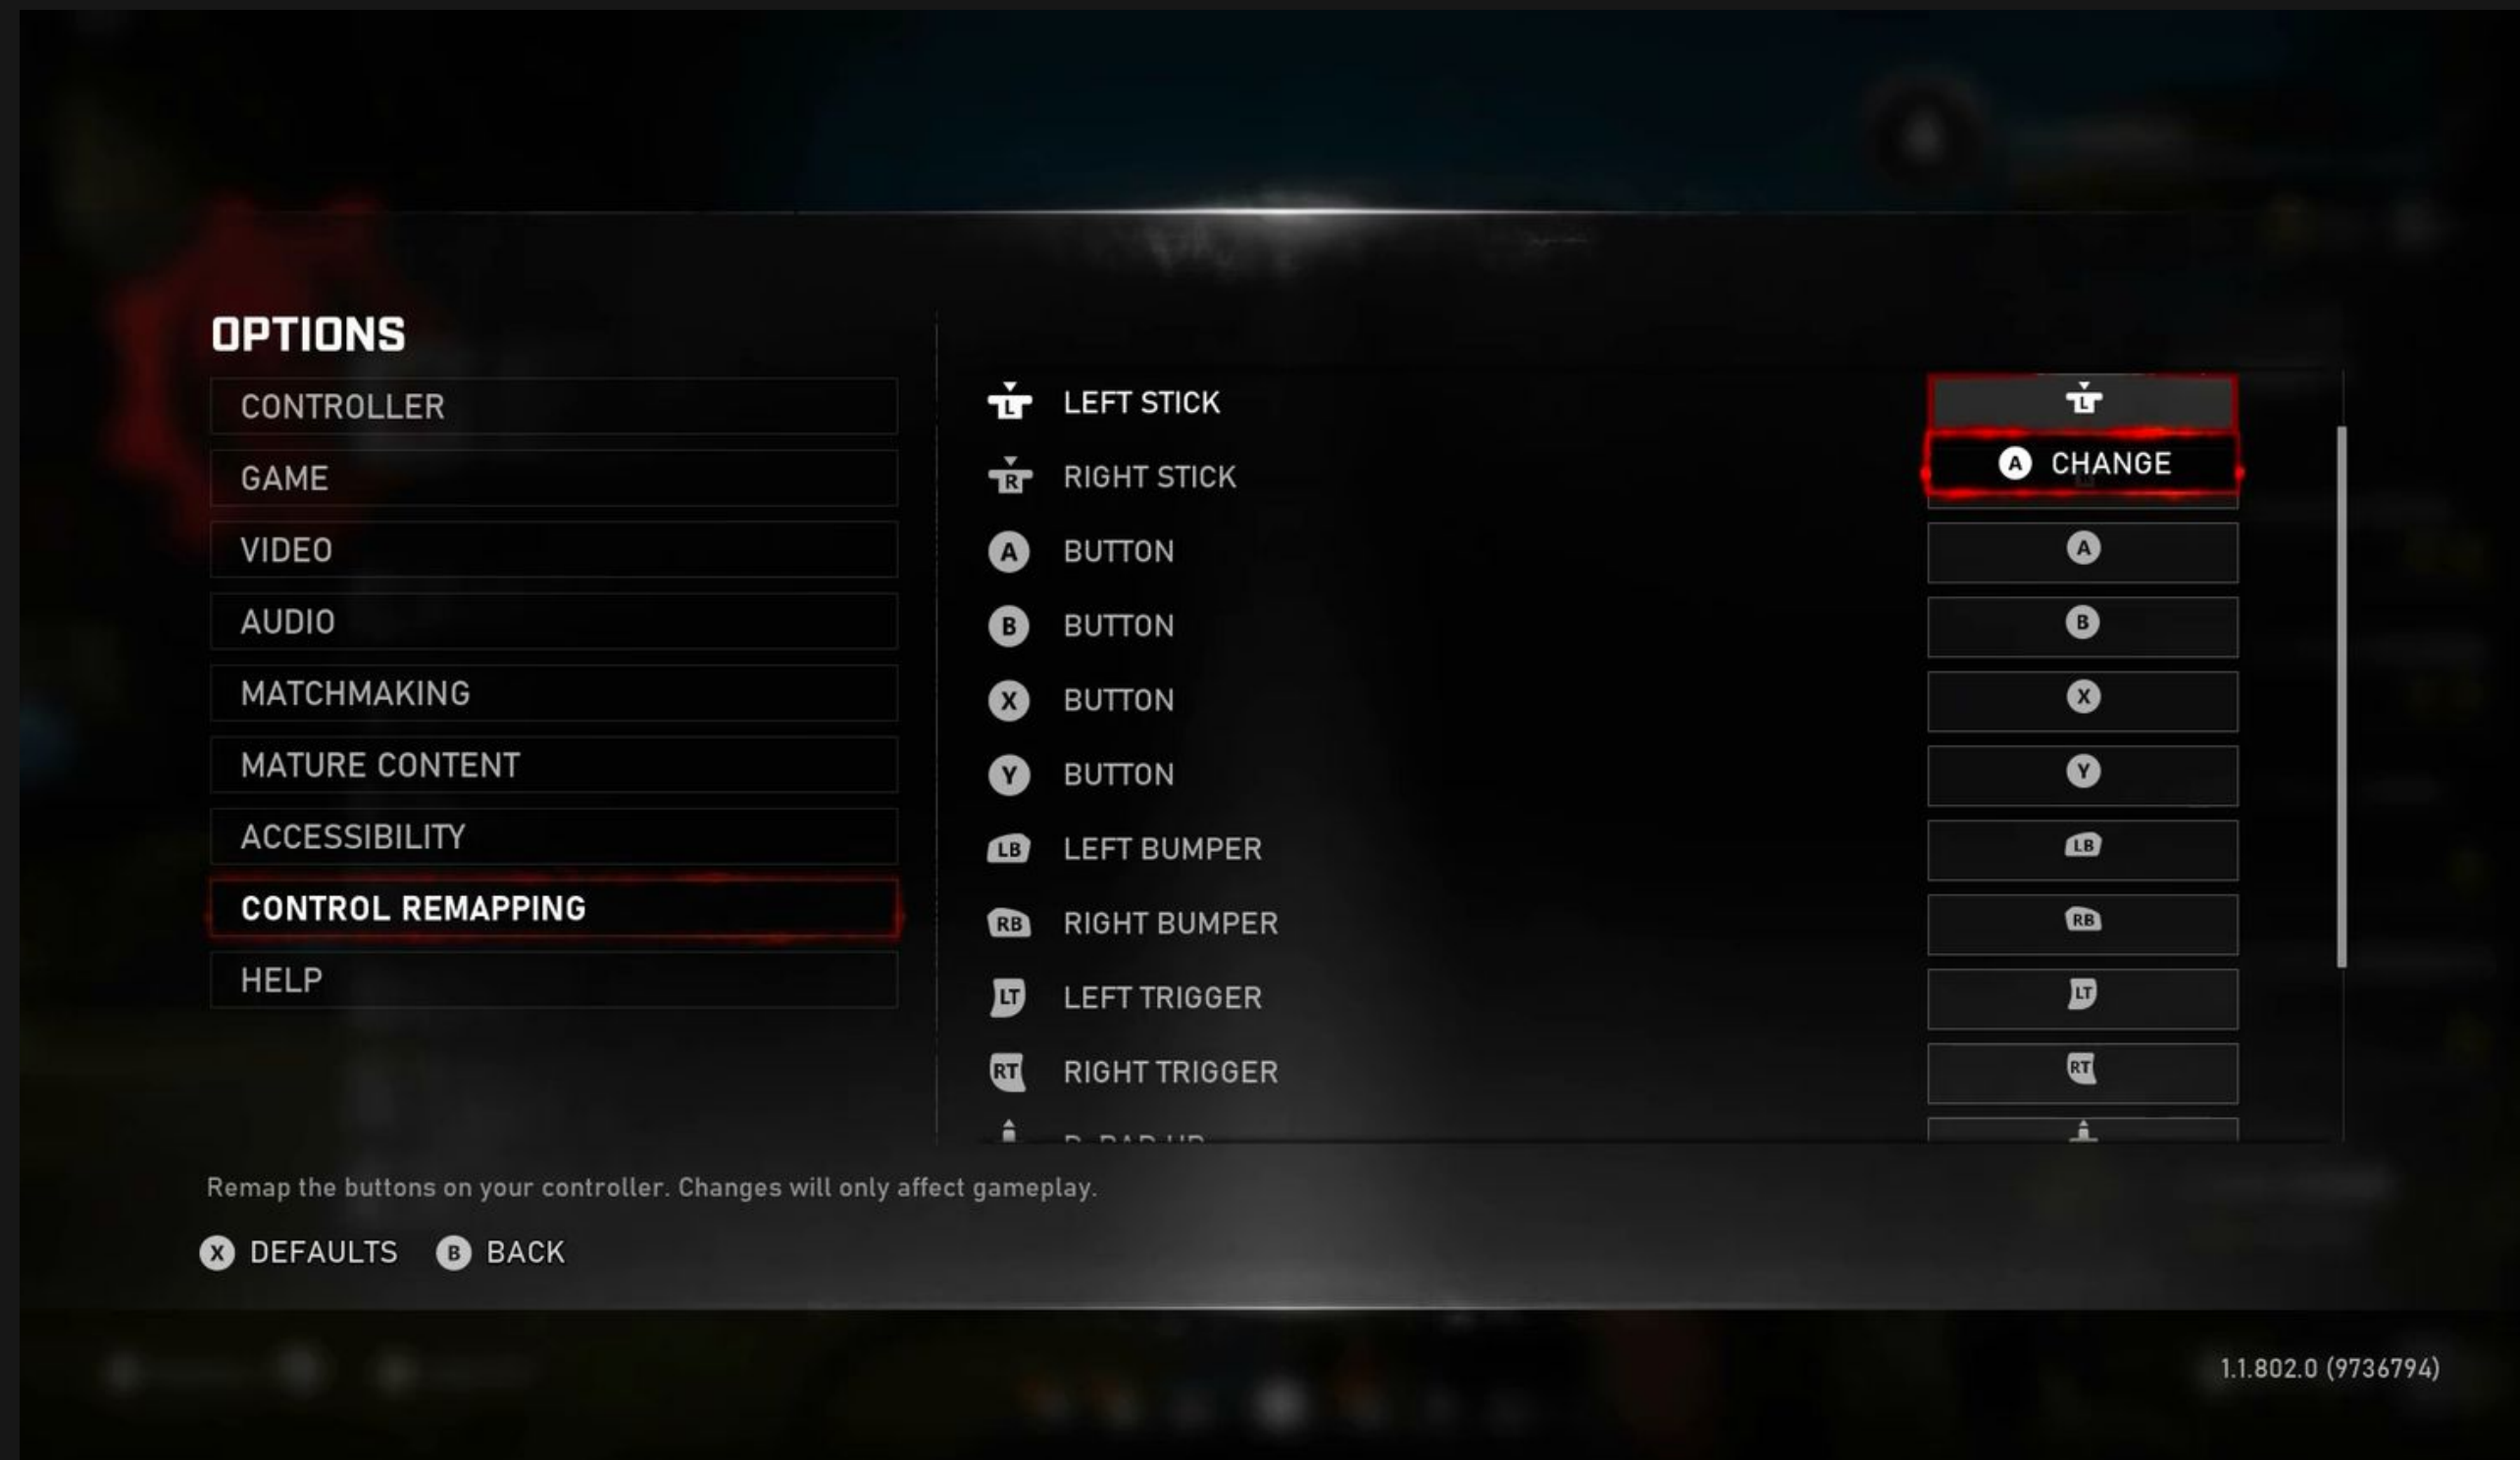 OPTIONS
CONTROLLER
GAME
VIDEO
AUDIO
MATCHMAKING
MATURE CONTENT
ACCESSIBILITY
CONTROL REMAPPING
HELP
L LEFT STICK L
A CHANGE
R RIGHT STICK
A BUTTON A
B BUTTON B
X BUTTON X
Y BUTTON Y
LB LEFT BUMPER LB
RB RIGHT BUMPER RB
LT LEFT TRIGGER LT
RT RIGHT TRIGGER RT
Remap the buttons on your controller. Changes will only affect gameplay.
X DEFAULTS B BACK
1.1.802.0 (9736794)